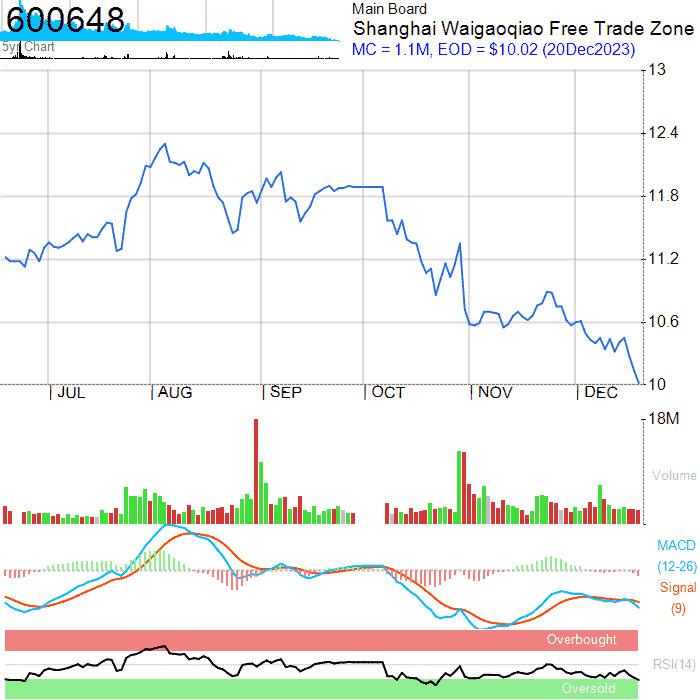 600648
5yr Chart
Main Board
Shanghai Waigaoqiao Free Trade Zone
MC = 1.1M, EOD = $10.02 (20Dec2023)
13
12.4
11.8
11.2
10.6
10
JUL AUG SEP OCT NOV DEC
18M
Volume
MACD
(12-26)
Signal
(9)
Overbought
RSI(14)
Oversold